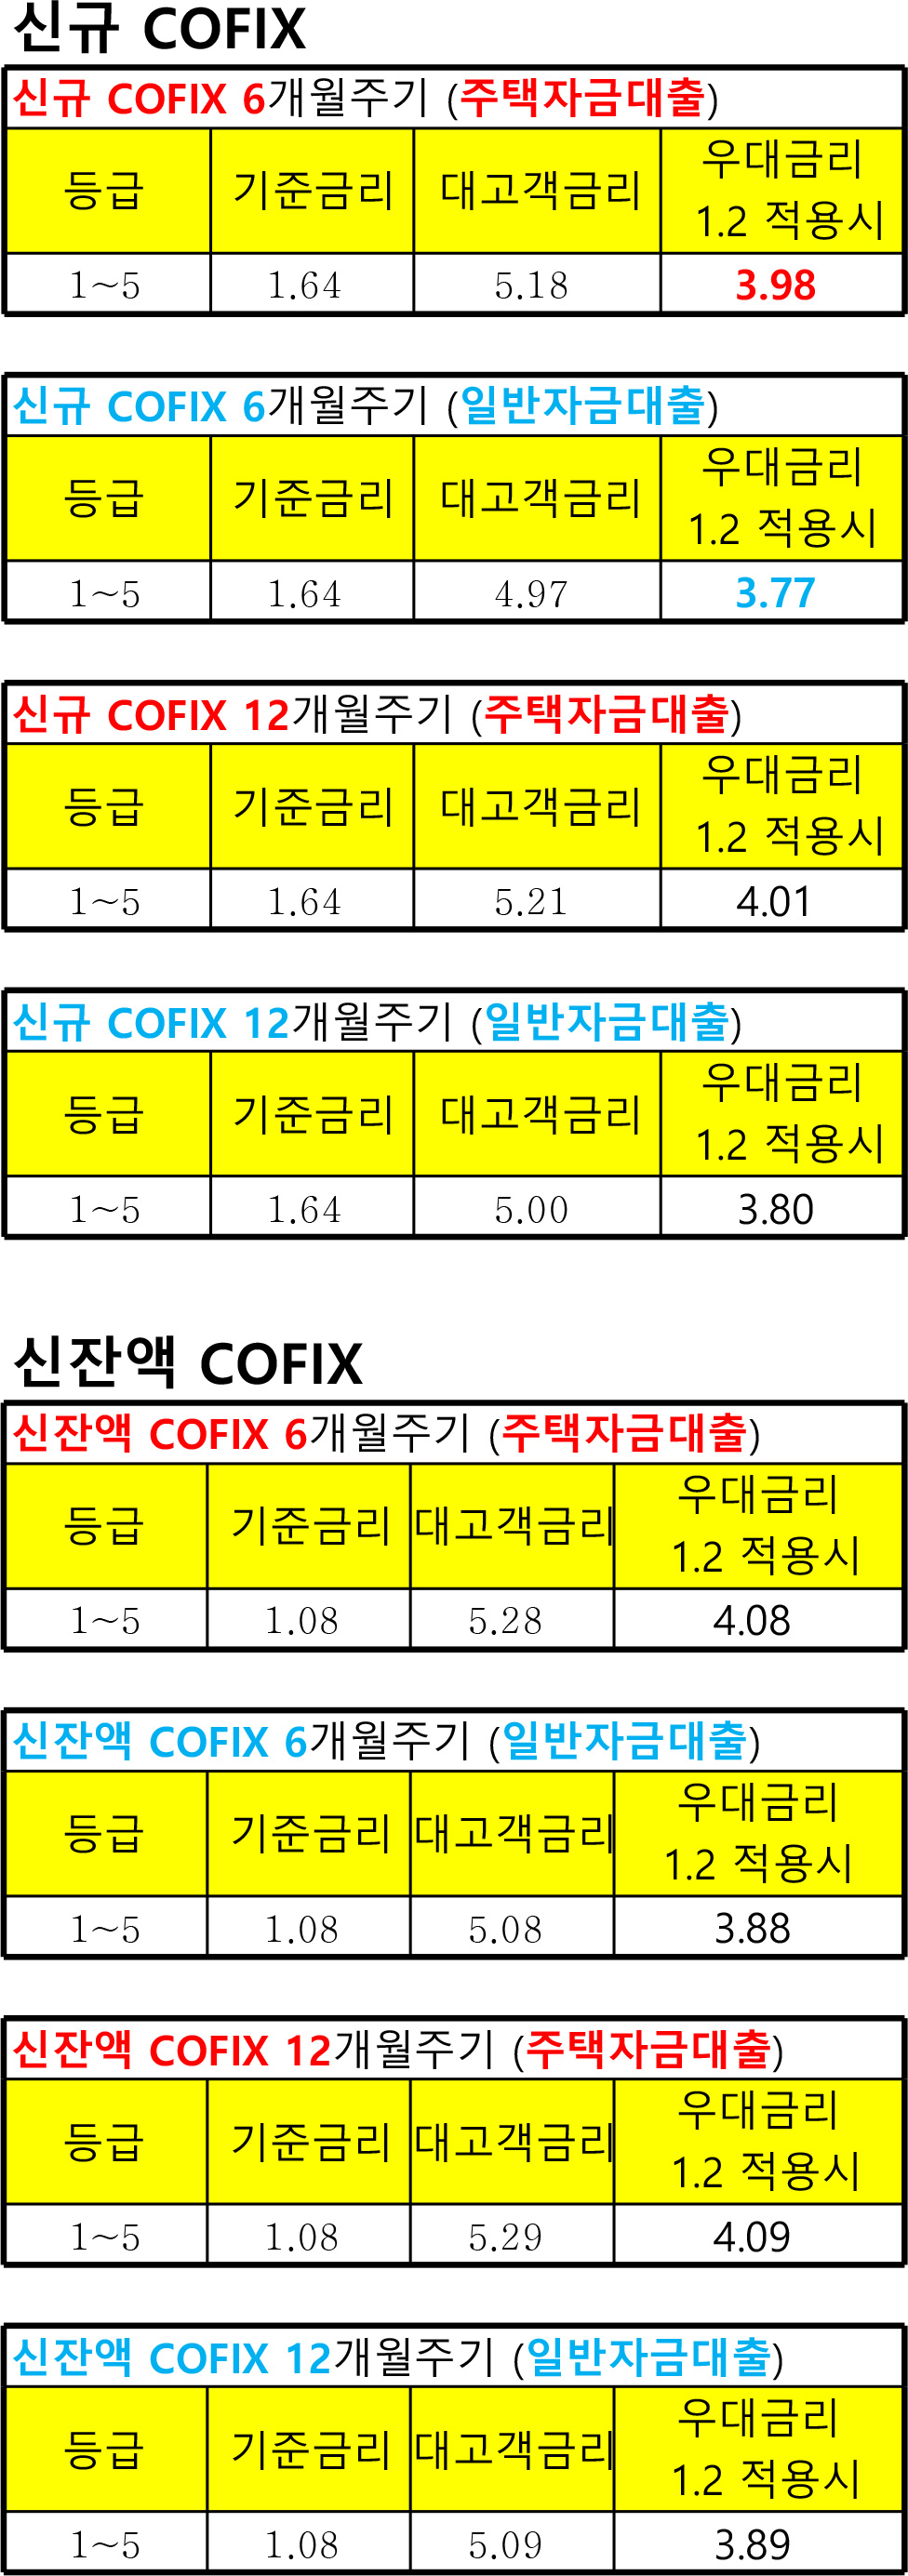 신규 COFIX
신규 COFIX 6개월주기 (주택자금대출)
등급 기준금리 대고객금리 우대금리
1.2 적용시
1~5 1.64 5.18 3.98
신규 COFIX 6개월주기 (일반자금대출)
등급 기준금리 대고객금리 우대금리
1.2 적용시
1~5 1.64 4.97 3.77
신규 COFIX 12개월주기 (주택자금대출)
등급 기준금리 대고객금리 우대금리
1.2 적용시
1~5 1.64 5.21 4.01
신규 COFIX 12개월주기 (일반자금대출)
등급 기준금리 대고객금리 우대금리
1.2 적용시
1~5 1.64 5.00 3.80
신잔액 COFIX
신잔액 COFIX 6개월주기 (주택자금대출)
등급 기준금리 대고객금리 우대금리
1.2 적용시
1~5 1.08 5.28 4.08
신잔액 COFIX 6개월주기 (일반자금대출)
등급 기준금리 대고객금리 우대금리
1.2 적용시
1~5 1.08 5.08 3.88
신잔액 COFIX 12개월주기 (주택자금대출)
등급 기준금리 대고객금리 우대금리
1.2 적용시
1~5 1.08 5.29 4.09
신잔액 COFIX 12개월주기 (일반자금대출)
등급 기준금리 대고객금리 우대금리
1.2 적용시
1~5 1.08 5.09 3.89